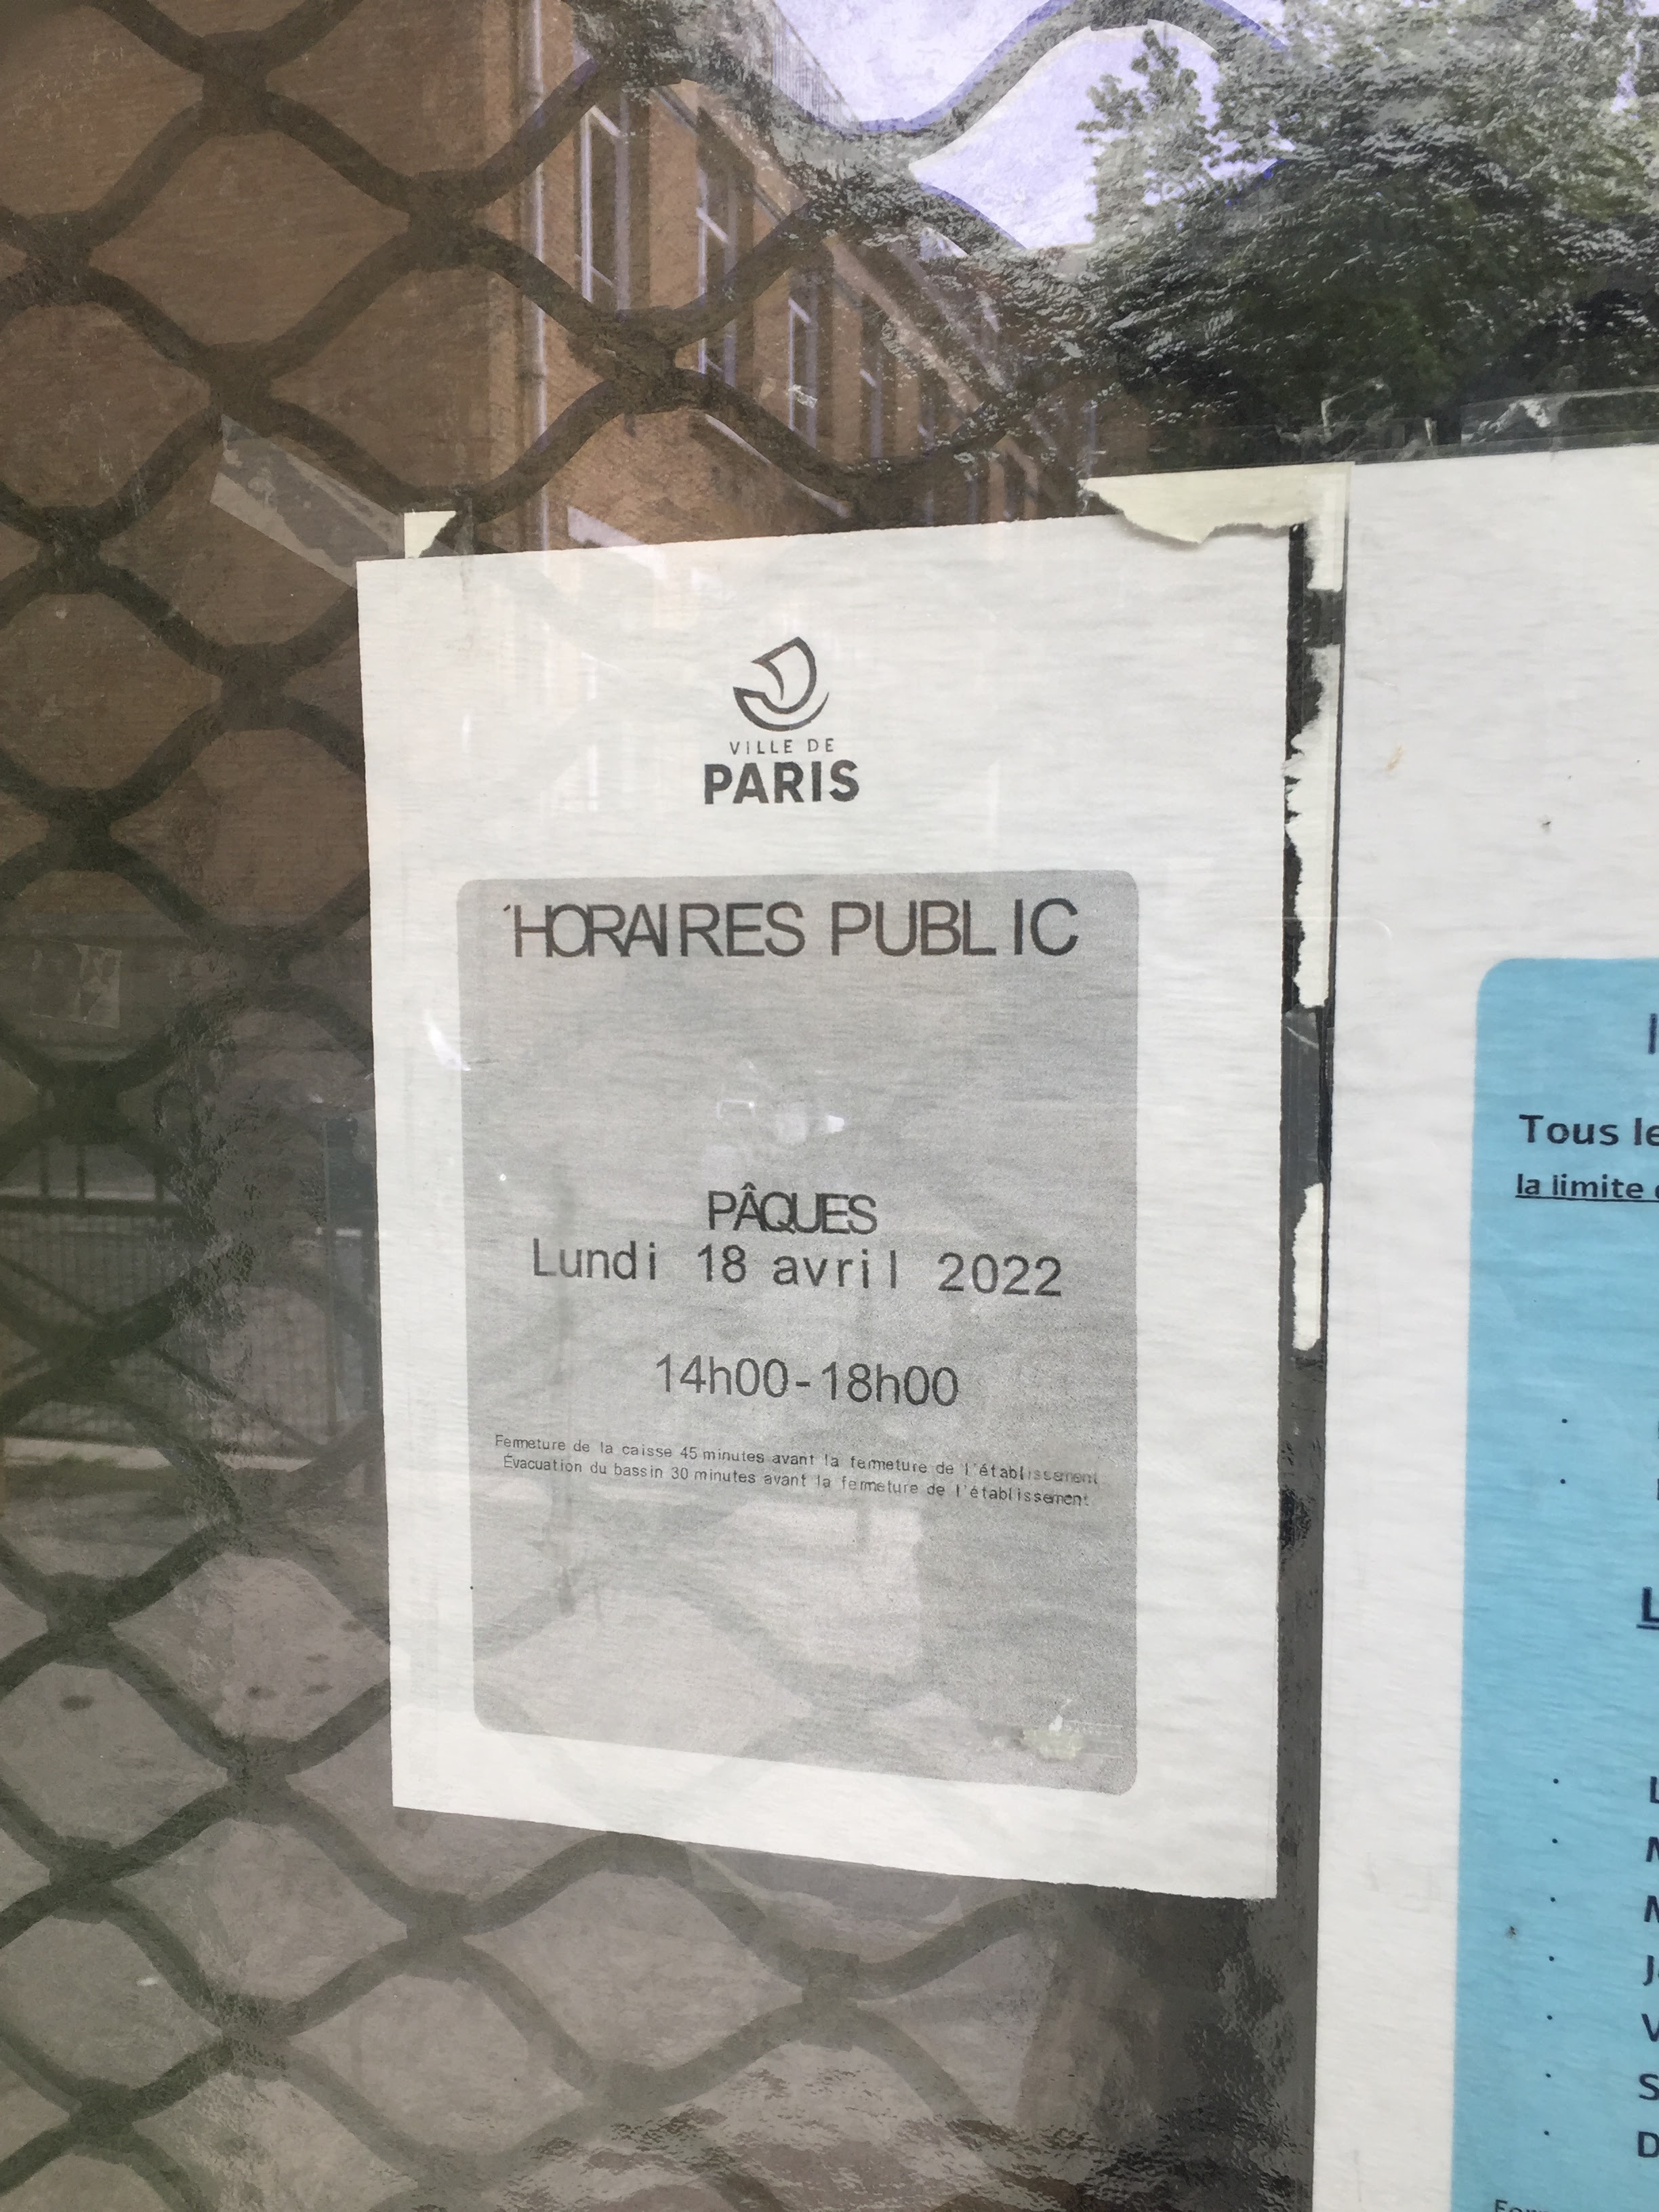 VILLE DE
PARIS
HORAIRES PUBLIC
PÂQUES
Lundi 18 avril 2022
14h00-18h00
Fermeture de la caisse 45 minutes avant la fermeture de l'établissement
Évacuation du bassin 30 minutes avant la fermeture de l'établissement
Tous le
la limite
L
M
M
J
V
S
D